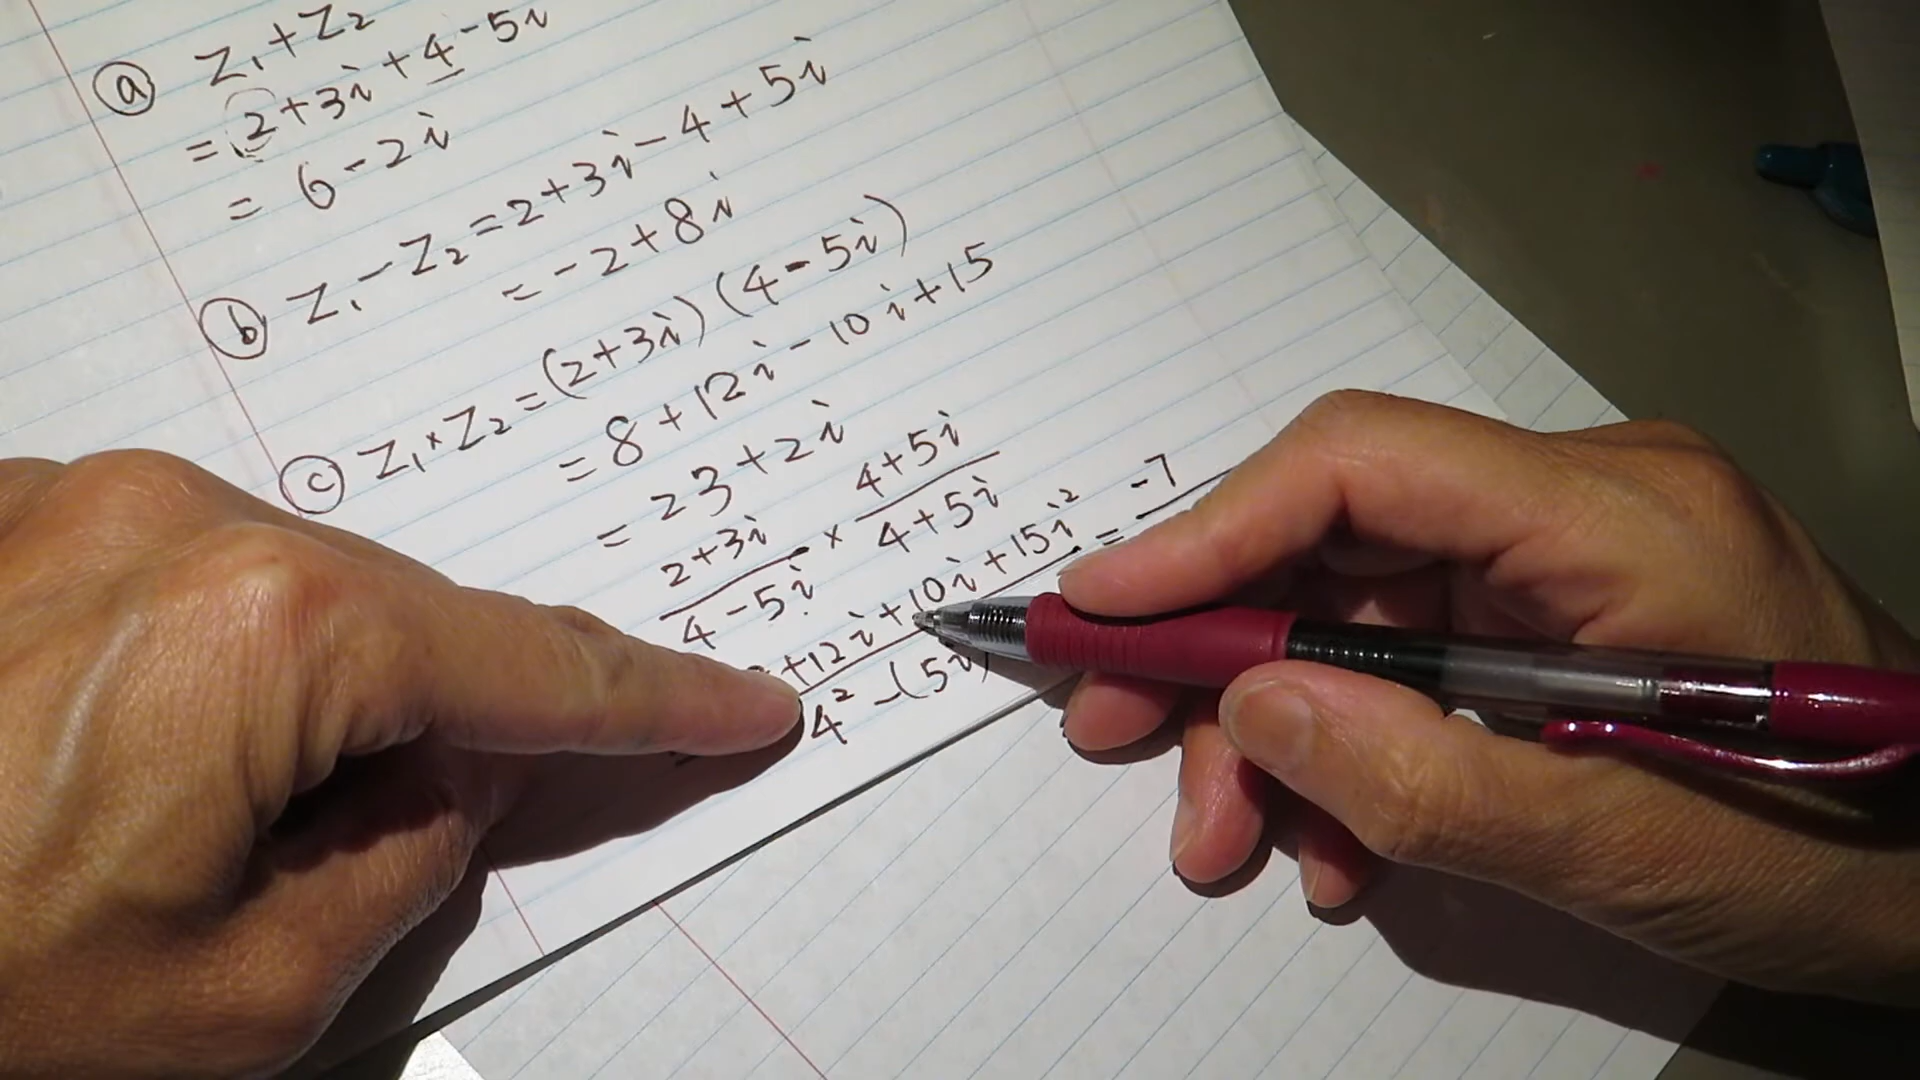 ⓐ Z₁+Z₂
= 2+3i+4-5i
= 6-2i
ⓑ Z₁-Z₂=2+3i-4+5i
= -2+8i
ⓒ Z₁×Z₂=(2+3i)(4-5i)
= 8+12i-10i+15
= 23+2i
2+3i × 4+5i
4-5i 4+5i
+12i+10i+15i² = -7
4²-(5i)